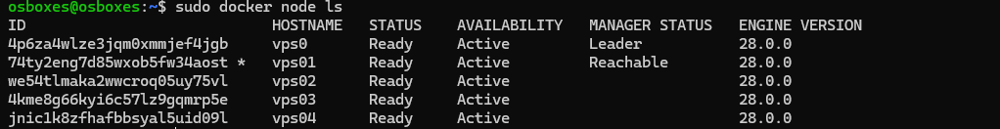 osboxes@osboxes:~$ sudo docker node ls
ID HOSTNAME STATUS AVAILABILITY MANAGER STATUS ENGINE VERSION
4p6za4wlze3jqm0xmmjef4jgb vps0 Ready Active Leader 28.0.0
74ty2eng7d85wxob5fw34aost * vps01 Ready Active Reachable 28.0.0
we54tlmaka2wwcroq05uy75vl vps02 Ready Active 28.0.0
4kme8g66kyi6c57lz9gqmrp5e vps03 Ready Active 28.0.0
jnic1k8zfhafbbsyal5uid09l vps04 Ready Active 28.0.0